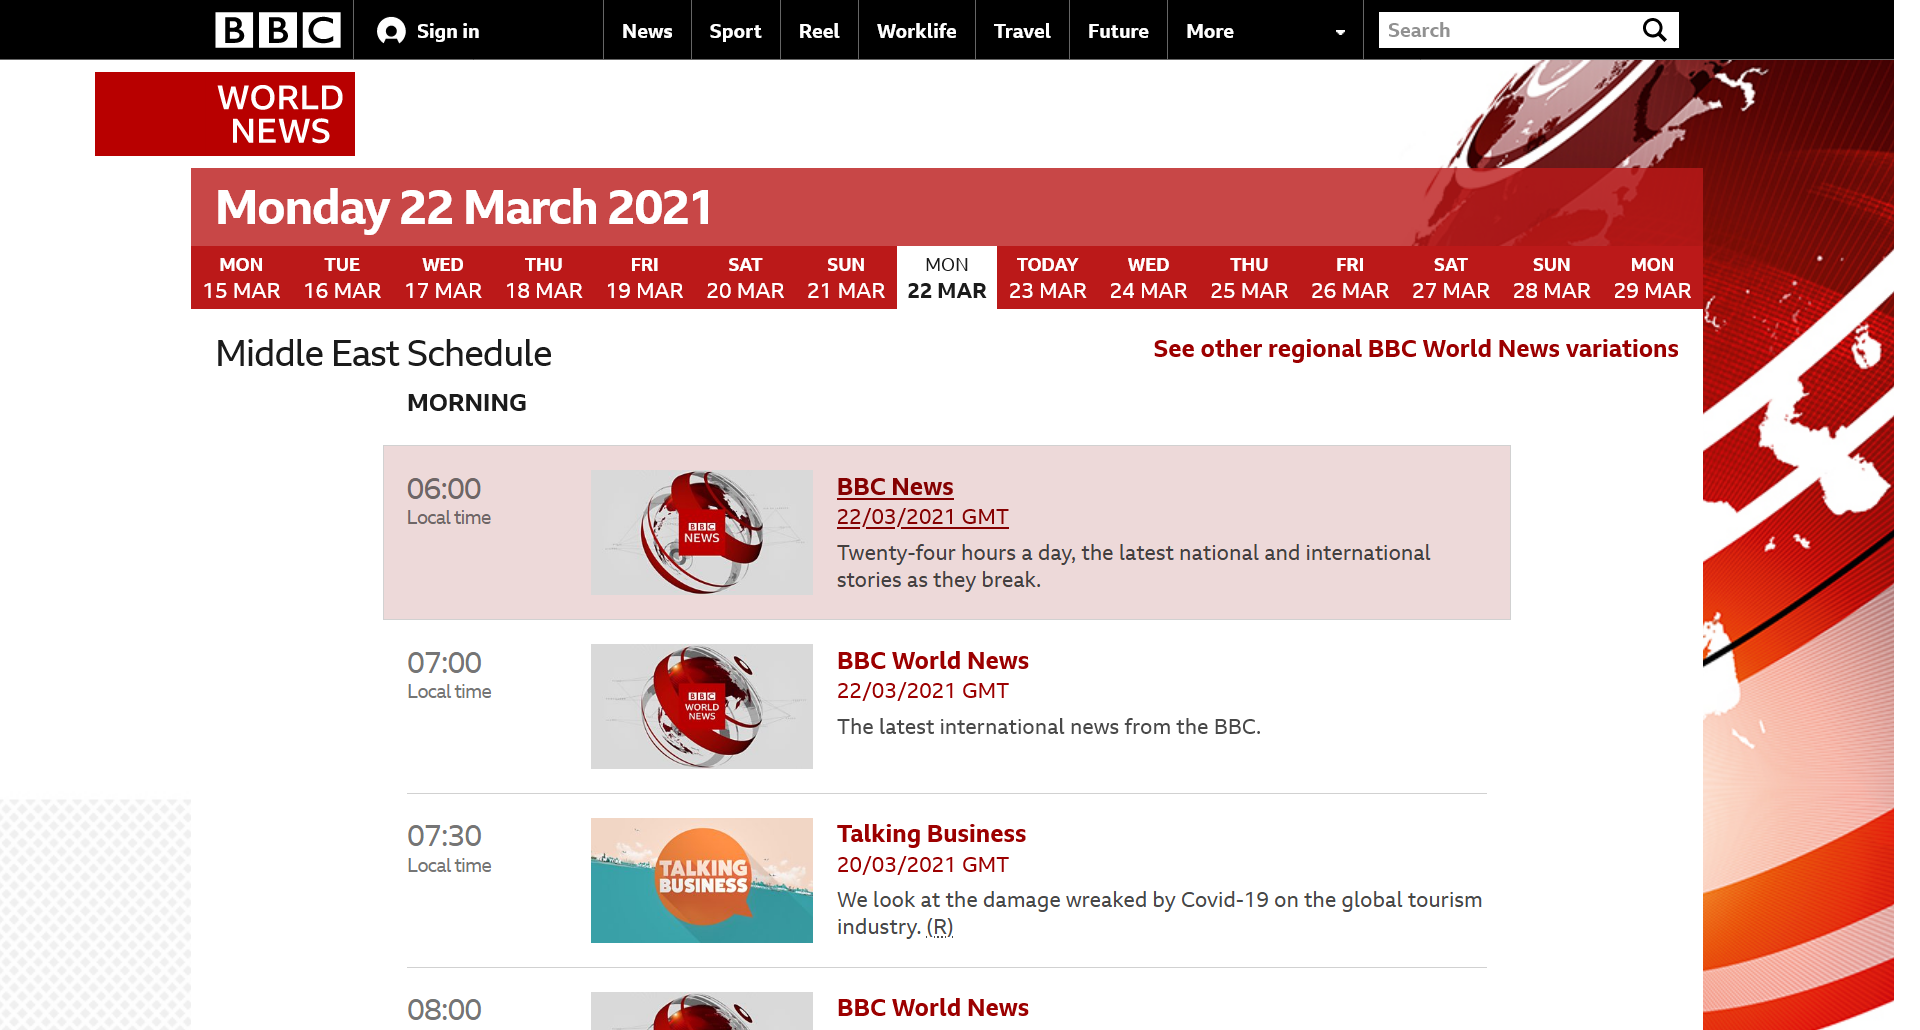 BBC
Sign in
News
Sport
Reel
Worklife
Travel
Future
More
Search
WORLD
NEWS
Monday 22 March 2021
MON
15 MAR
TUE
16 MAR
WED
17 MAR
THU
18 MAR
FRI
19 MAR
SAT
20 MAR
SUN
21 MAR
MON
22 MAR
TODAY
23 MAR
WED
24 MAR
THU
25 MAR
FRI
26 MAR
SAT
27 MAR
SUN
28 MAR
MON
29 MAR
Middle East Schedule
See other regional BBC World News variations
MORNING
06:00
Local time
BBC
NEWS
BBC News
22/03/2021 GMT
Twenty-four hours a day, the latest national and international
stories as they break.
07:00
Local time
BBC
WORLD
NEWS
BBC World News
22/03/2021 GMT
The latest international news from the BBC.
07:30
Local time
TALKING
BUSINESS
Talking Business
20/03/2021 GMT
We look at the damage wreaked by Covid-19 on the global tourism
industry. (R)
08:00
BBC World News